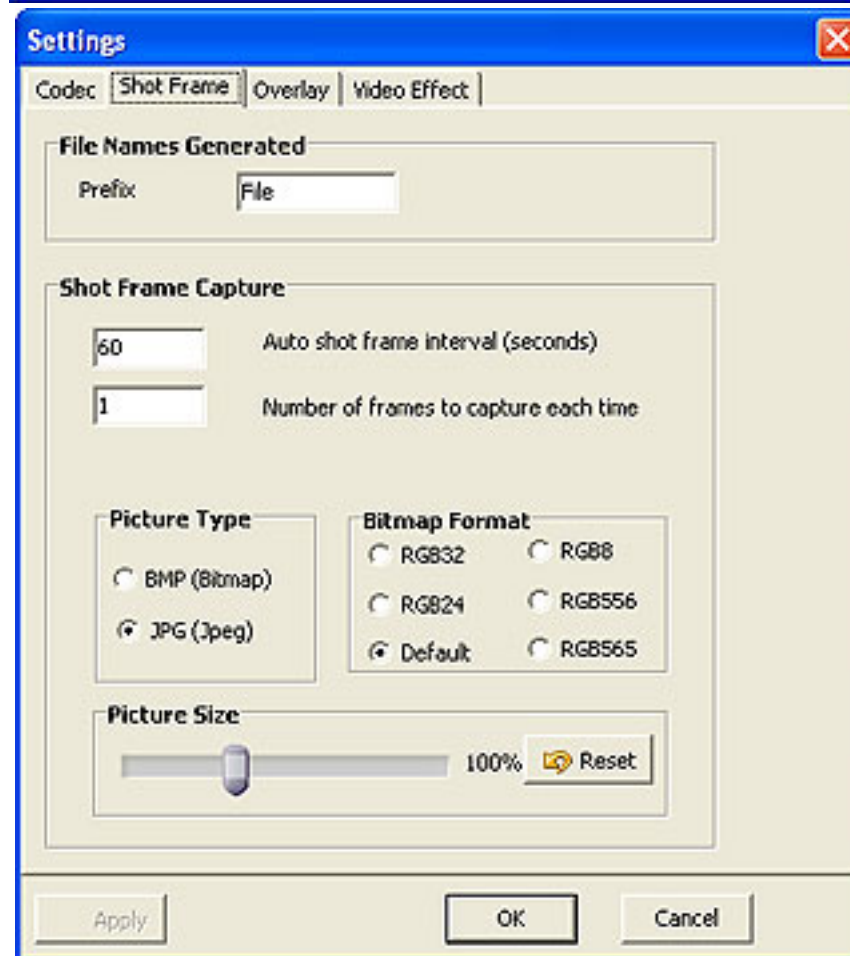 Settings
Codec Shot Frame Overlay Video Effect
File Names Generated
Prefix File
Shot Frame Capture
60 Auto shot frame interval (seconds)
1 Number of frames to capture each time
Picture Type
BMP (Bitmap)
JPG (Jpeg)
Bitmap Format
RGB32 RGB8
RGB24 RGB556
Default RGB565
Picture Size
100% Reset
Apply OK Cancel